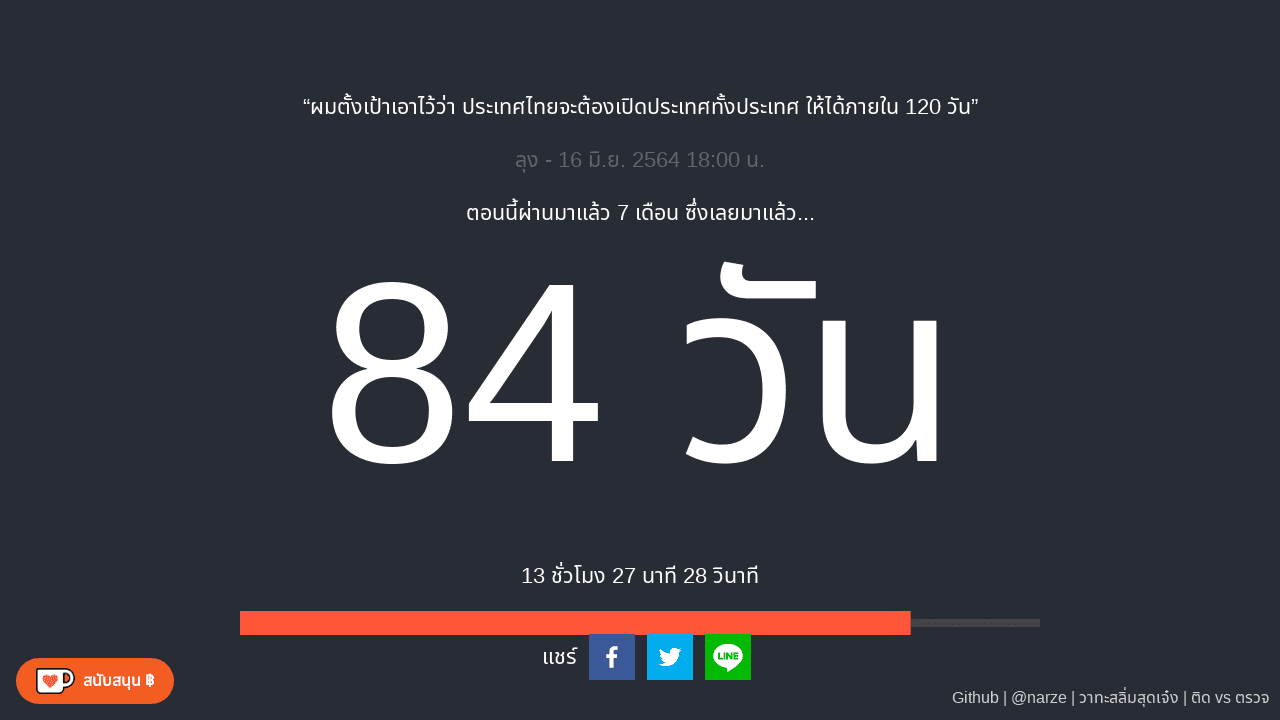 “ผมตั้งเป้าเอาไว้ว่า ประเทศไทยจะต้องเปิดประเทศทั้งประเทศ ให้ได้ภายใน 120 วัน”
ลุง - 16 มิ.ย. 2564 18:00 น.
ตอนนี้ผ่านมาแล้ว 7 เดือน ซึ่งเลยมาแล้ว...
84 วัน
13 ชั่วโมง 27 นาที 28 วินาที
แชร์
LINE
สนับสนุน ฿
Github | @narze | วาทะสลิ่มสุดเจ๋ง | ติด vs ตรวจ